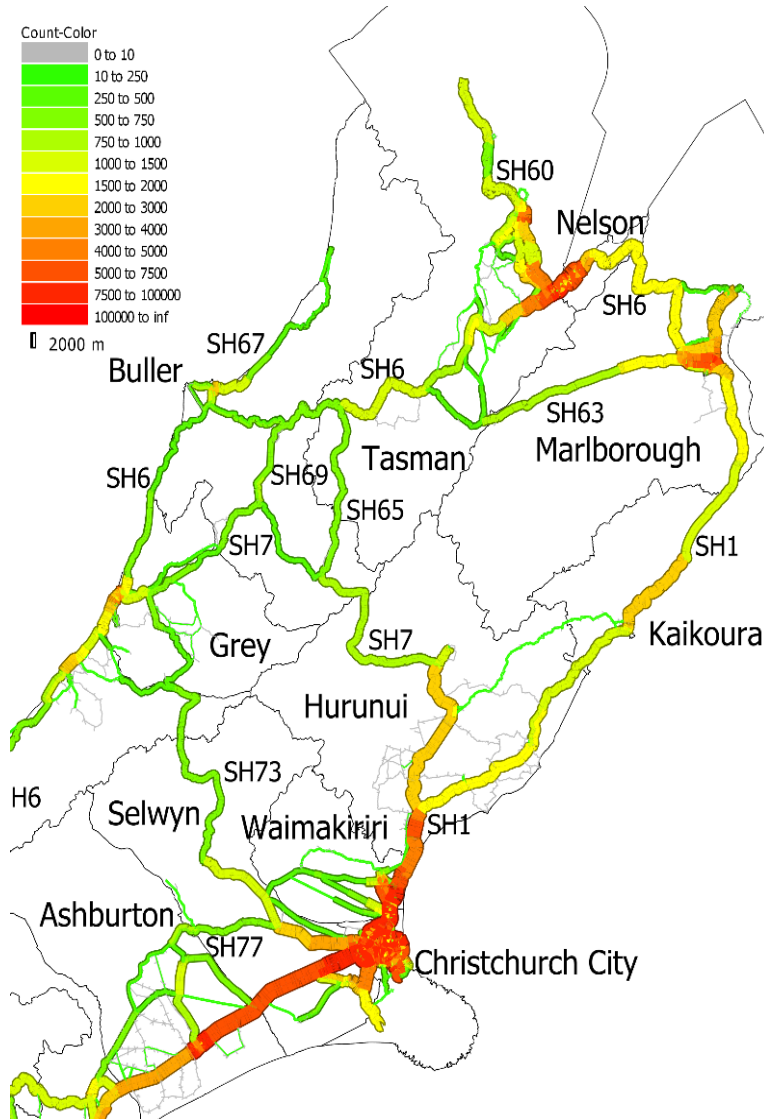 Count-Color
0 to 10
10 to 250
250 to 500
500 to 750
750 to 1000
1000 to 1500
1500 to 2000
2000 to 3000
3000 to 4000
4000 to 5000
5000 to 7500
7500 to 100000
100000 to inf
2000 m
SH60
Nelson
SH6
SH67
Buller
SH6
SH63
Tasman
Marlborough
SH6
SH69
SH65
SH7
SH1
Grey
SH7
Kaikoura
Hurunui
SH73
H6
Selwyn
Waimakiriri
SH1
Ashburton
SH77
Christchurch City